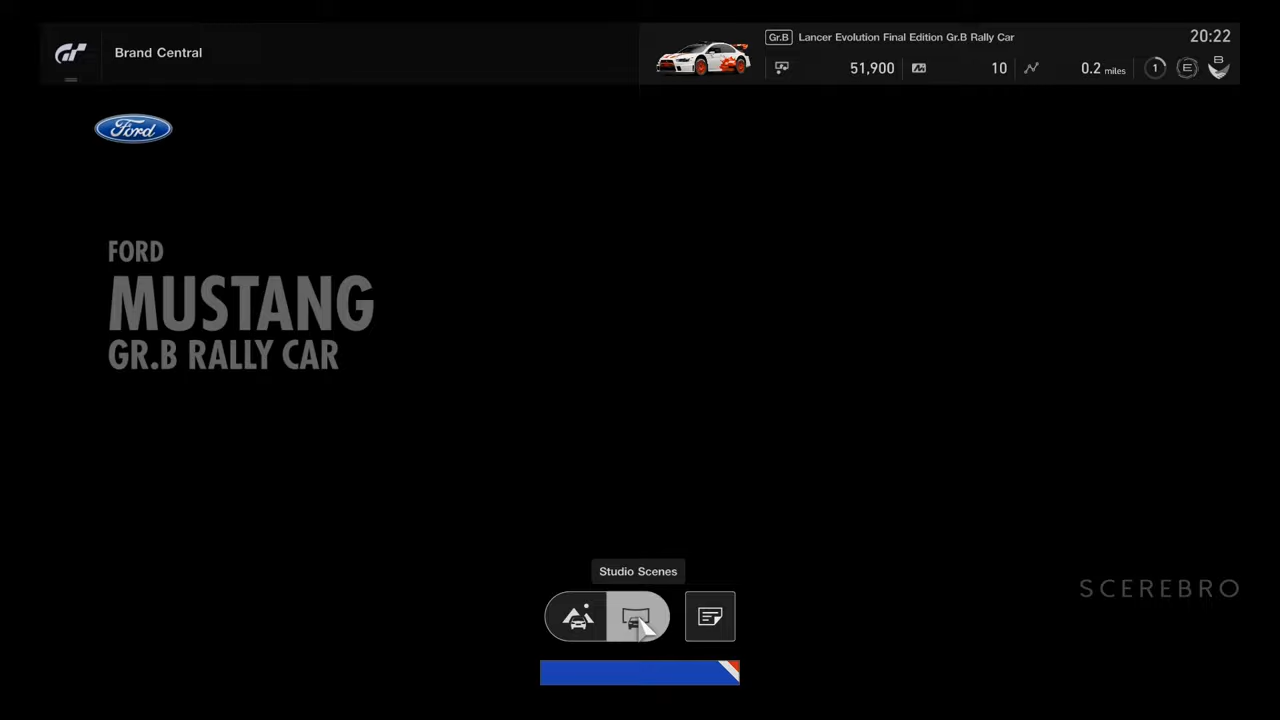 Brand Central
Gr.B Lancer Evolution Final Edition Gr.B Rally Car
20:22
51,900
10
0.2 miles
1
E
B
Ford
FORD
MUSTANG
GR.B RALLY CAR
Studio Scenes
SCEREBRO